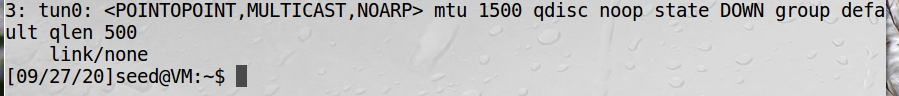 3: tun0: <POINTOPOINT,MULTICAST,NOARP> mtu 1500 qdisc noop state DOWN group defa
ult qlen 500
    link/none
[09/27/20]seed@VM:~$